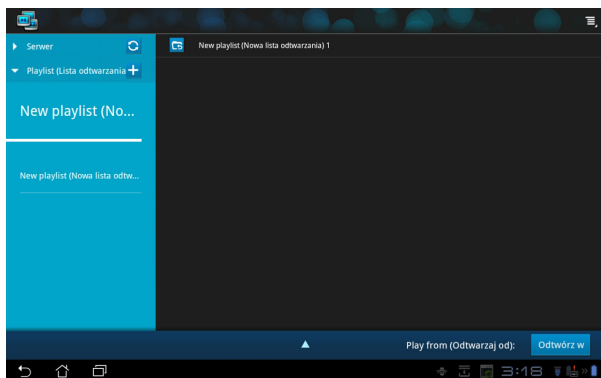 Serwer
New playlist (Nowa lista odtwarzania) 1
Playlist (Lista odtwarzania
New playlist (No...
New playlist (Nowa lista odtw...
Play from (Odtwarzaj od):
Odtwórz w
3:18